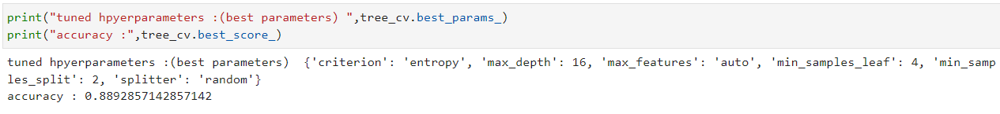 print("tuned hpyerparameters :(best parameters) ",tree_cv.best_params_)
print("accuracy :",tree_cv.best_score_)
tuned hpyerparameters :(best parameters)  {'criterion': 'entropy', 'max_depth': 16, 'max_features': 'auto', 'min_samples_leaf': 4, 'min_samp
les_split': 2, 'splitter': 'random'}
accuracy : 0.8892857142857142